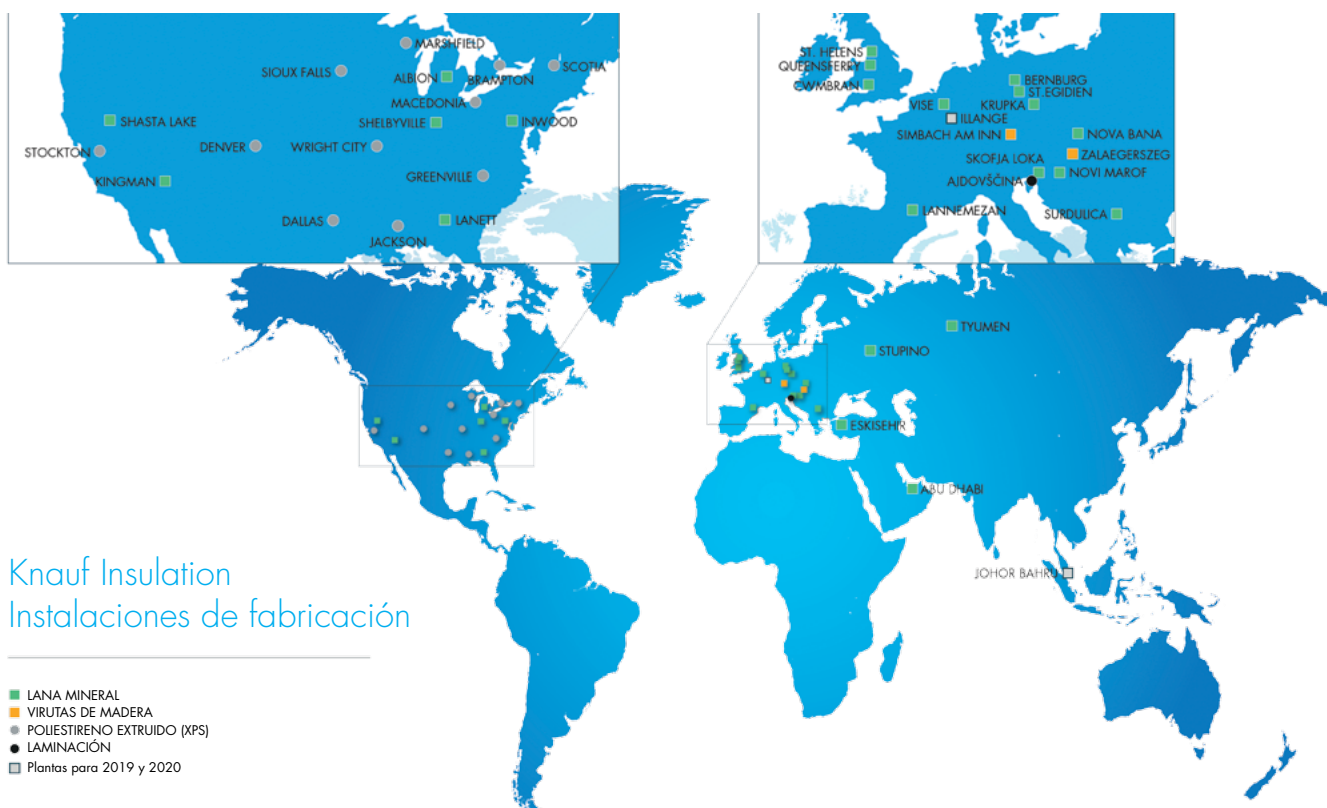 MARSHFIELD
SIOUX FALLS
ALBION
BRAMPTON
SCOTIA
MACEDONIA
SHASTA LAKE
SHELBYVILLE
INWOOD
STOCKTON
DENVER
WRIGHT CITY
KINGMAN
GREENVILLE
DALLAS
LANETT
JACKSON
ST. HELENS
QUEENSFERRY
CWMBRAN
BERNBURG
ST.EGIDIEN
VISE
KRUPKA
ILLANGE
SIMBACH AM INN
NOVA BANA
ZALAEGERSZEG
SKOFJA LOKA
NOVI MAROF
AJDOVŠČINA
LANNEMEZAN
SURDULICA
TYUMEN
STUPINO
ESKISEHIR
ABU DHABI
JOHOR BAHRU
Knauf Insulation
Instalaciones de fabricación
LANA MINERAL
VIRUTAS DE MADERA
POLIESTIRENO EXTRUIDO (XPS)
LAMINACIÓN
Plantas para 2019 y 2020